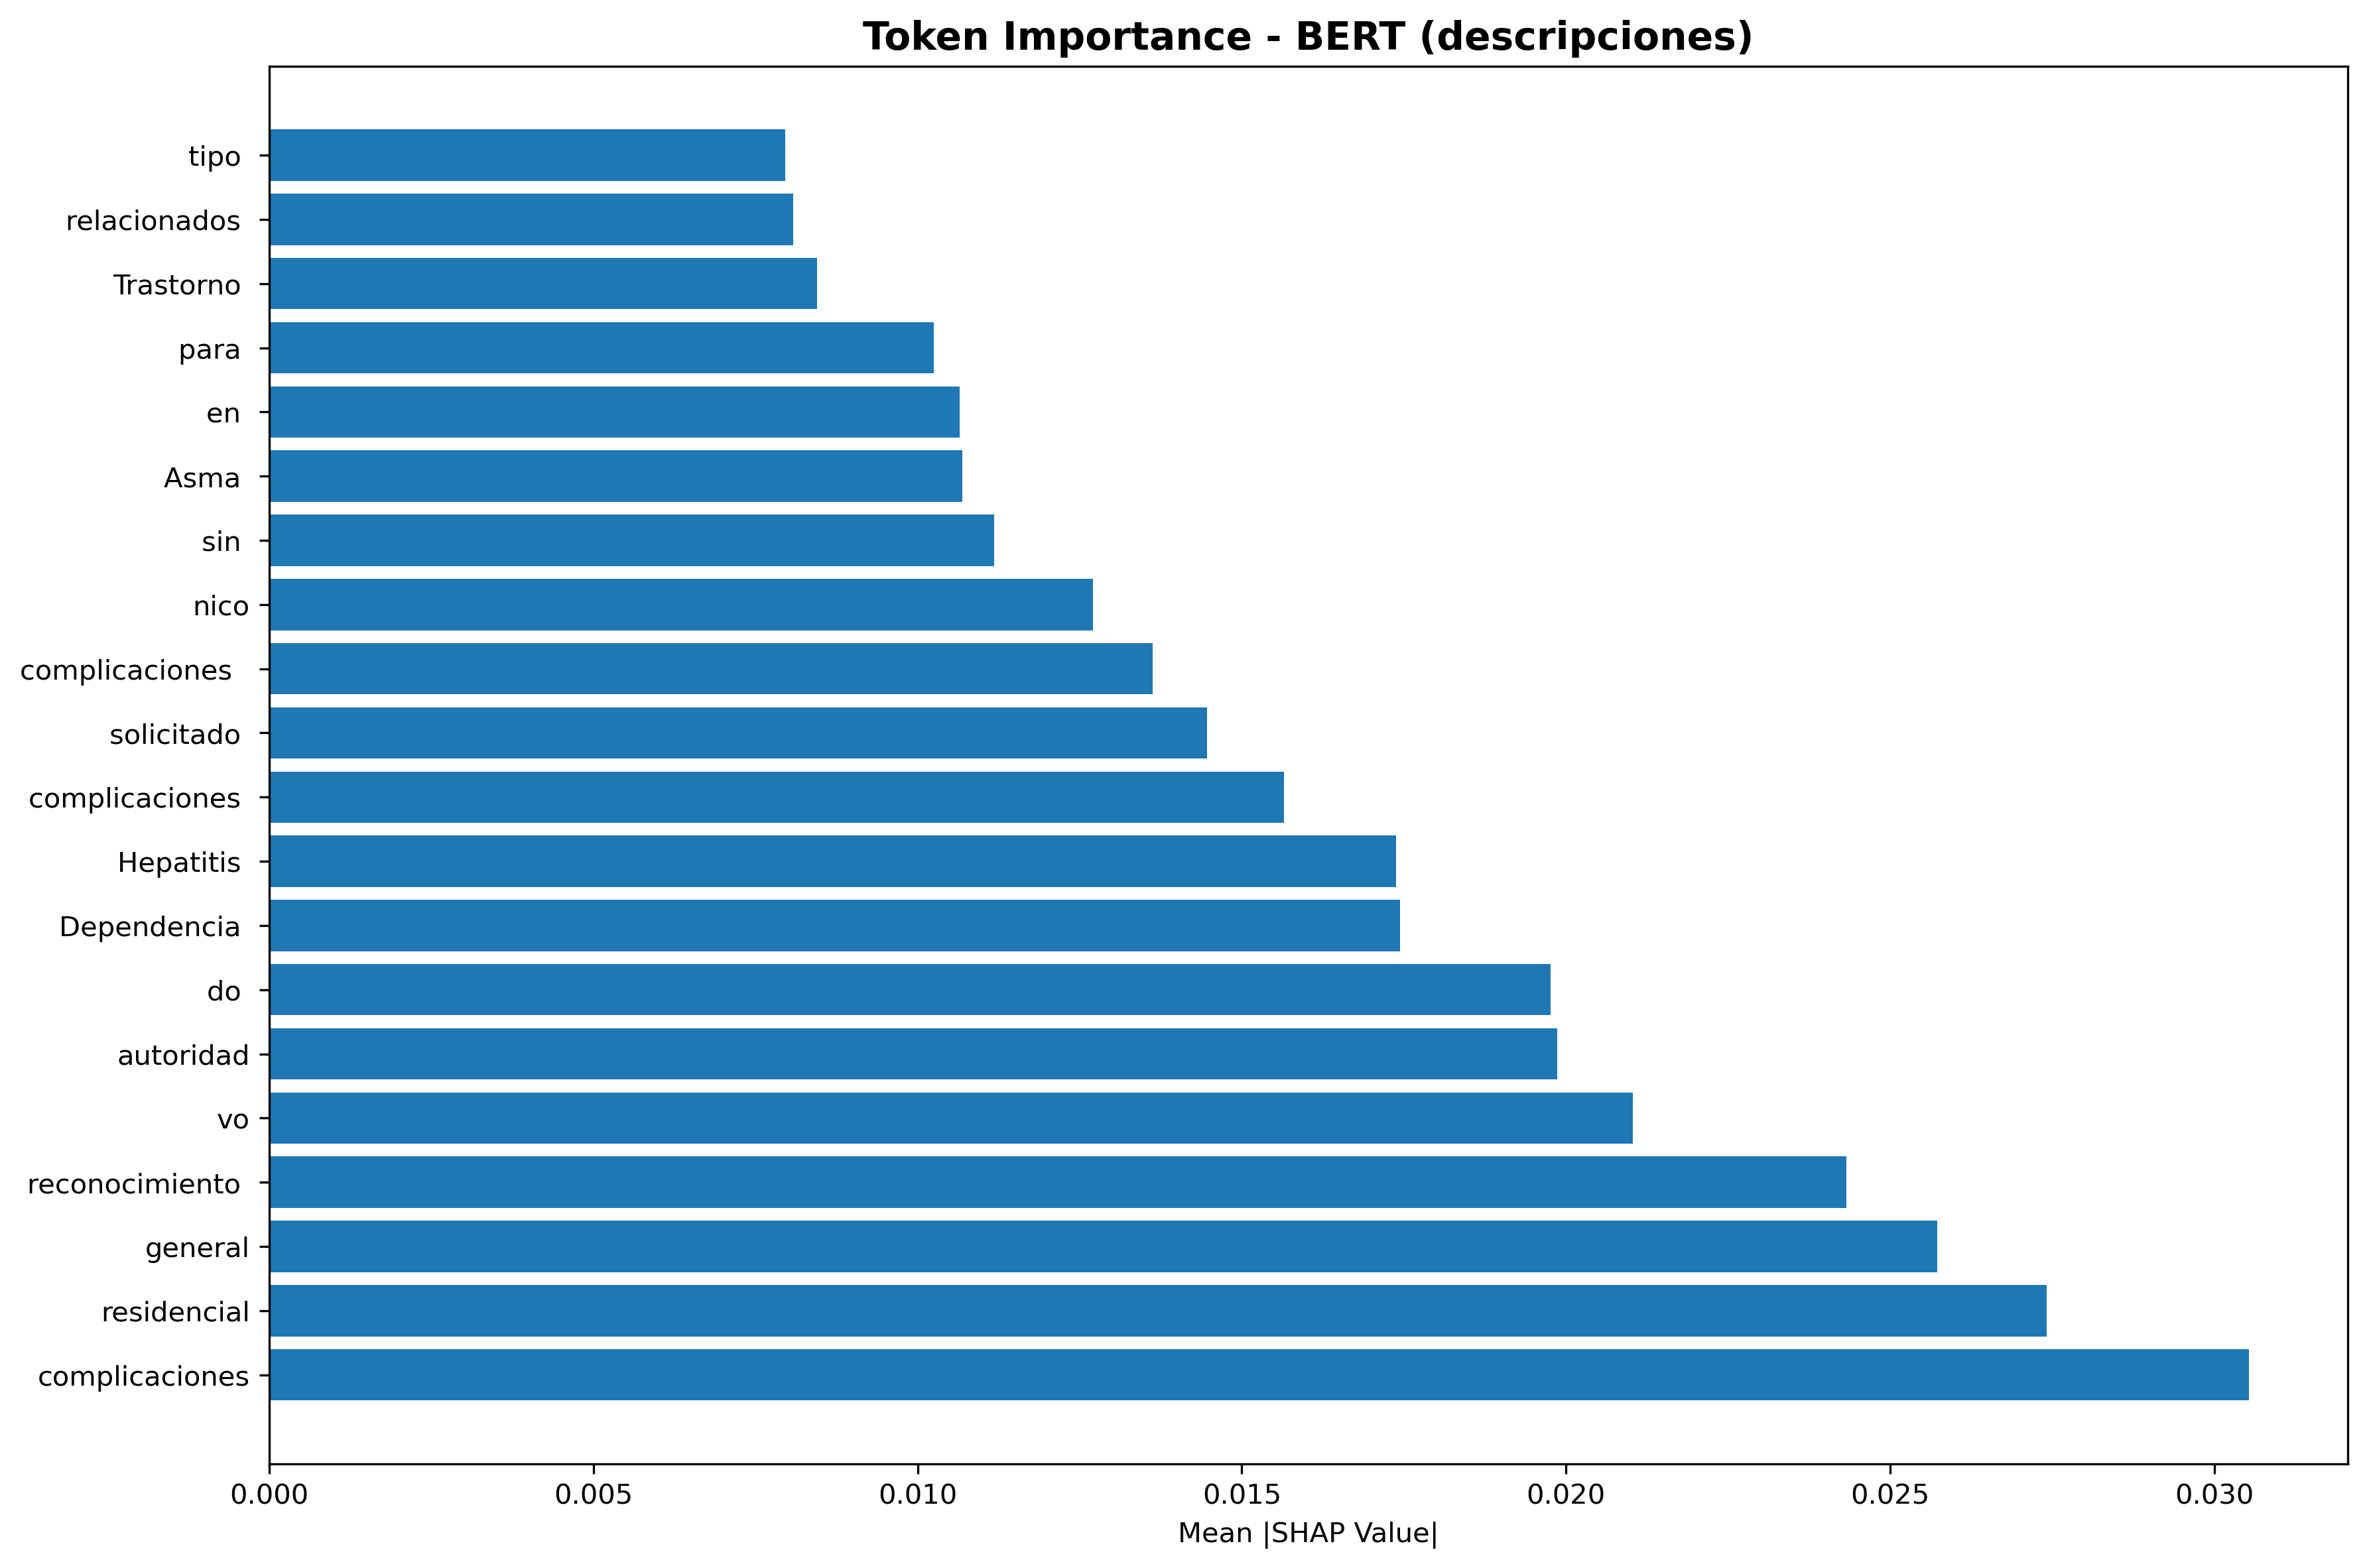 Token Importance - BERT (descripciones)
tipo
relacionados
Trastorno
para
en
Asma
sin
nico
complicaciones
solicitado
complicaciones
Hepatitis
Dependencia
do
autoridad
vo
reconocimiento
general
residencial
complicaciones
0.000 0.005 0.010 0.015 0.020 0.025 0.030
Mean |SHAP Value|